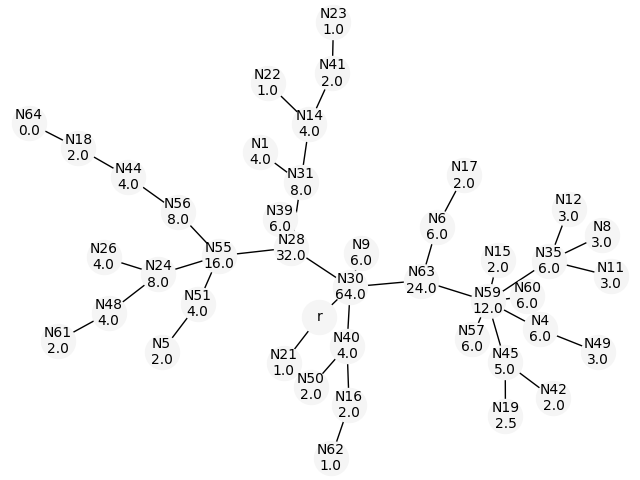 N23
1.0
N41
2.0
N22
1.0
N14
4.0
N64
0.0
N18
2.0
N1
4.0
N44
4.0
N31
8.0
N17
2.0
N56
8.0
N39
6.0
N6
6.0
N12
3.0
N8
3.0
N26
4.0
N24
8.0
N55
16.0
N28
32.0
N9
6.0
N15
2.0
N35
6.0
N11
3.0
N30
64.0
N63
24.0
N59
12.0
N60
6.0
N48
4.0
N51
4.0
r
N57
6.0
N4
6.0
N61
2.0
N5
2.0
N21
1.0
N40
4.0
N45
5.0
N49
3.0
N50
2.0
N16
2.0
N42
2.0
N19
2.5
N62
1.0